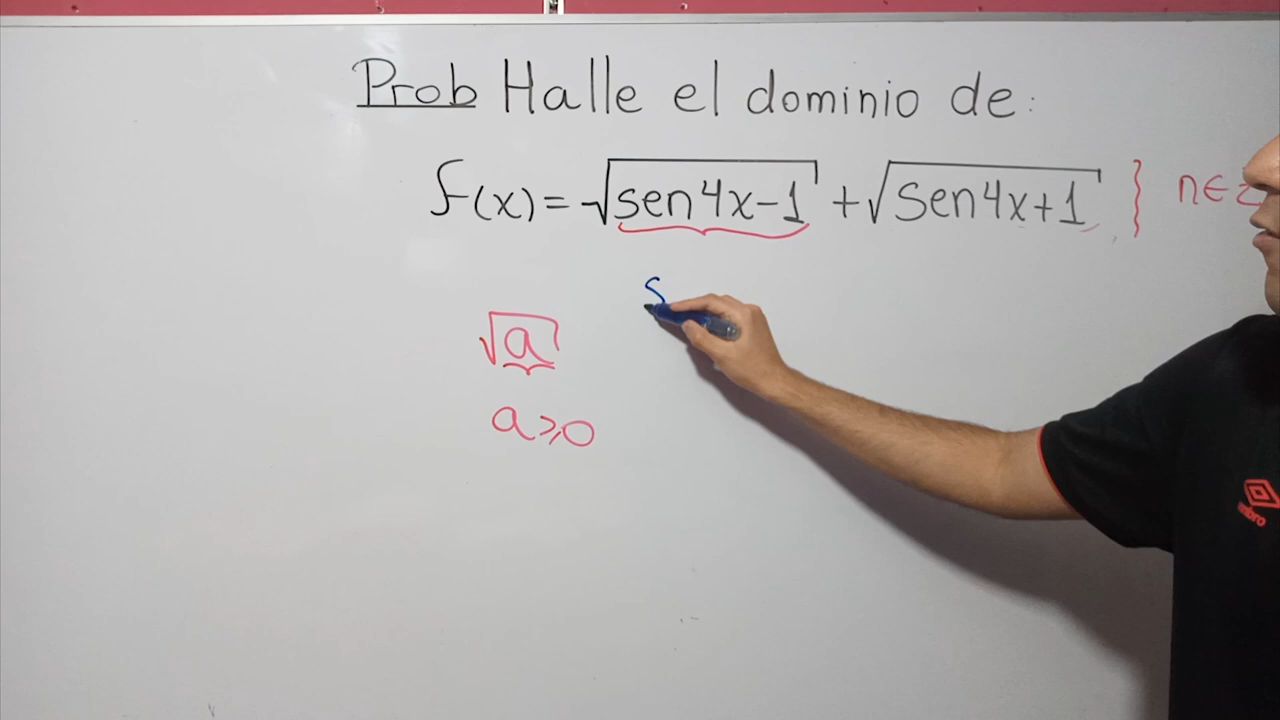 Prob Halle el dominio de:
f(x) = √(sen4x-1) + √(Sen4x+1) } n∈Z
S
√a
a≥0
umbro